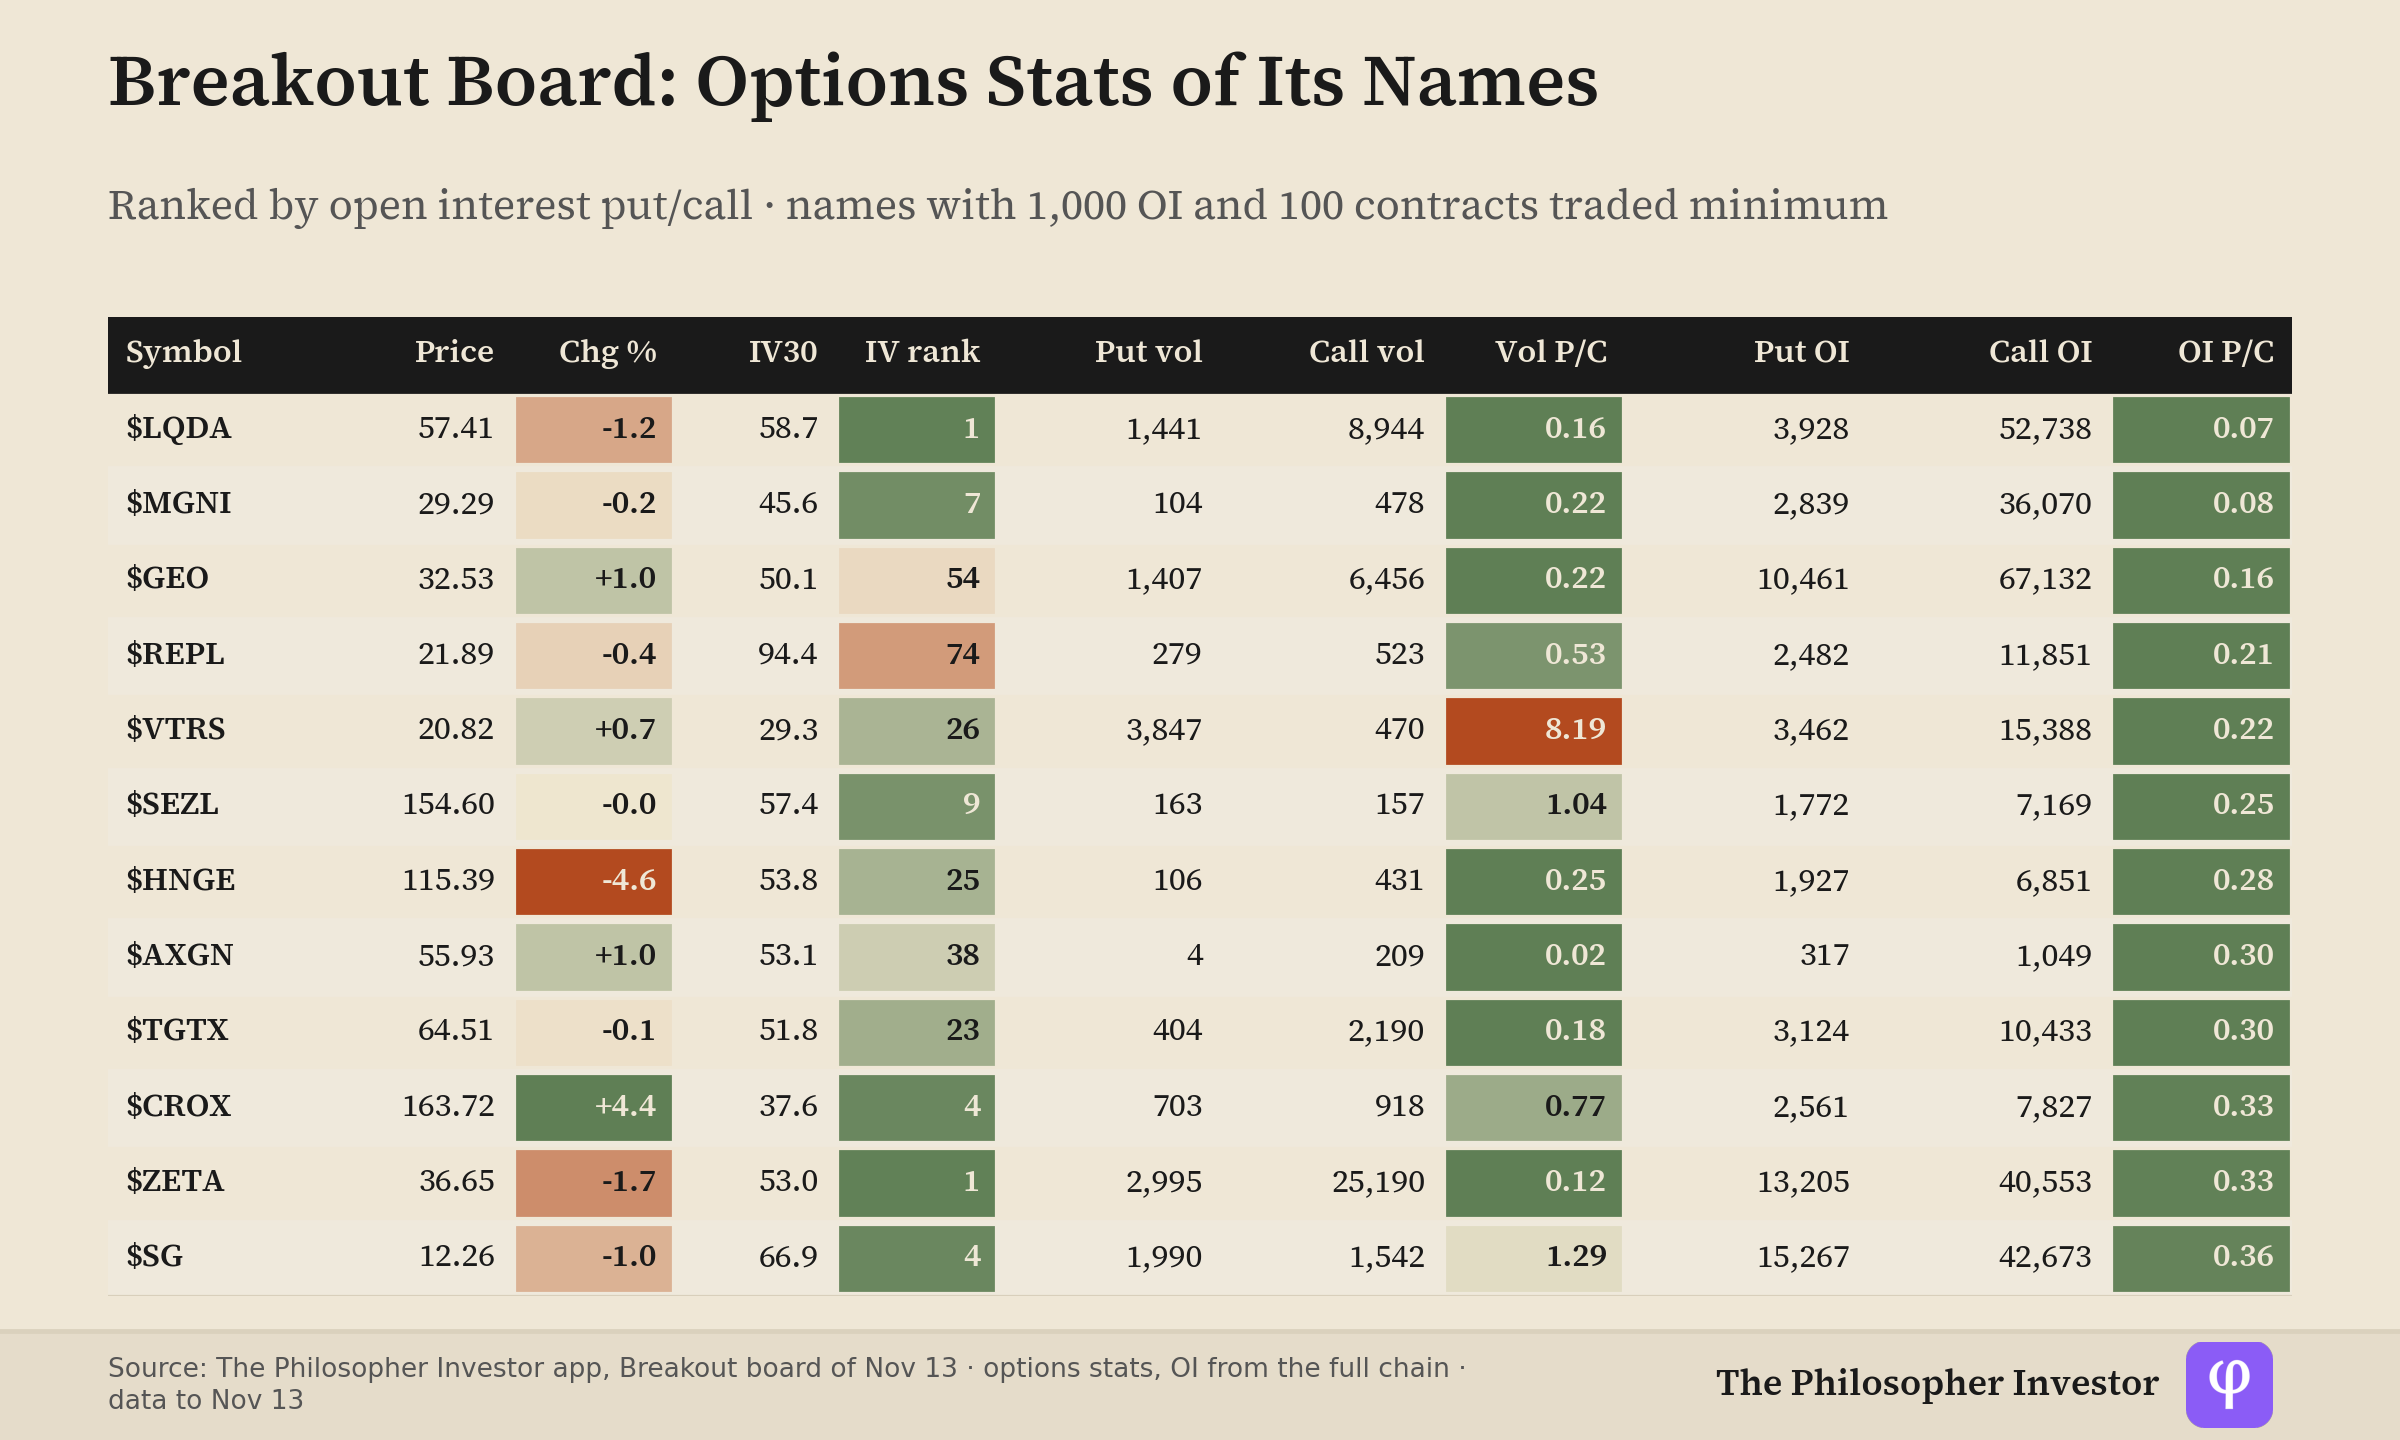 Breakout Board: Options Stats of Its Names
Ranked by open interest put/call · names with 1,000 OI and 100 contracts traded minimum
Symbol Price Chg % IV30 IV rank Put vol Call vol Vol P/C Put OI Call OI OI P/C
$LQDA 57.41 -1.2 58.7 1 1,441 8,944 0.16 3,928 52,738 0.07
$MGNI 29.29 -0.2 45.6 7 104 478 0.22 2,839 36,070 0.08
$GEO 32.53 +1.0 50.1 54 1,407 6,456 0.22 10,461 67,132 0.16
$REPL 21.89 -0.4 94.4 74 279 523 0.53 2,482 11,851 0.21
$VTRS 20.82 +0.7 29.3 26 3,847 470 8.19 3,462 15,388 0.22
$SEZL 154.60 -0.0 57.4 9 163 157 1.04 1,772 7,169 0.25
$HNGE 115.39 -4.6 53.8 25 106 431 0.25 1,927 6,851 0.28
$AXGN 55.93 +1.0 53.1 38 4 209 0.02 317 1,049 0.30
$TGTX 64.51 -0.1 51.8 23 404 2,190 0.18 3,124 10,433 0.30
$CROX 163.72 +4.4 37.6 4 703 918 0.77 2,561 7,827 0.33
$ZETA 36.65 -1.7 53.0 1 2,995 25,190 0.12 13,205 40,553 0.33
$SG 12.26 -1.0 66.9 4 1,990 1,542 1.29 15,267 42,673 0.36
Source: The Philosopher Investor app, Breakout board of Nov 13 · options stats, OI from the full chain ·
data to Nov 13
The Philosopher Investor φ